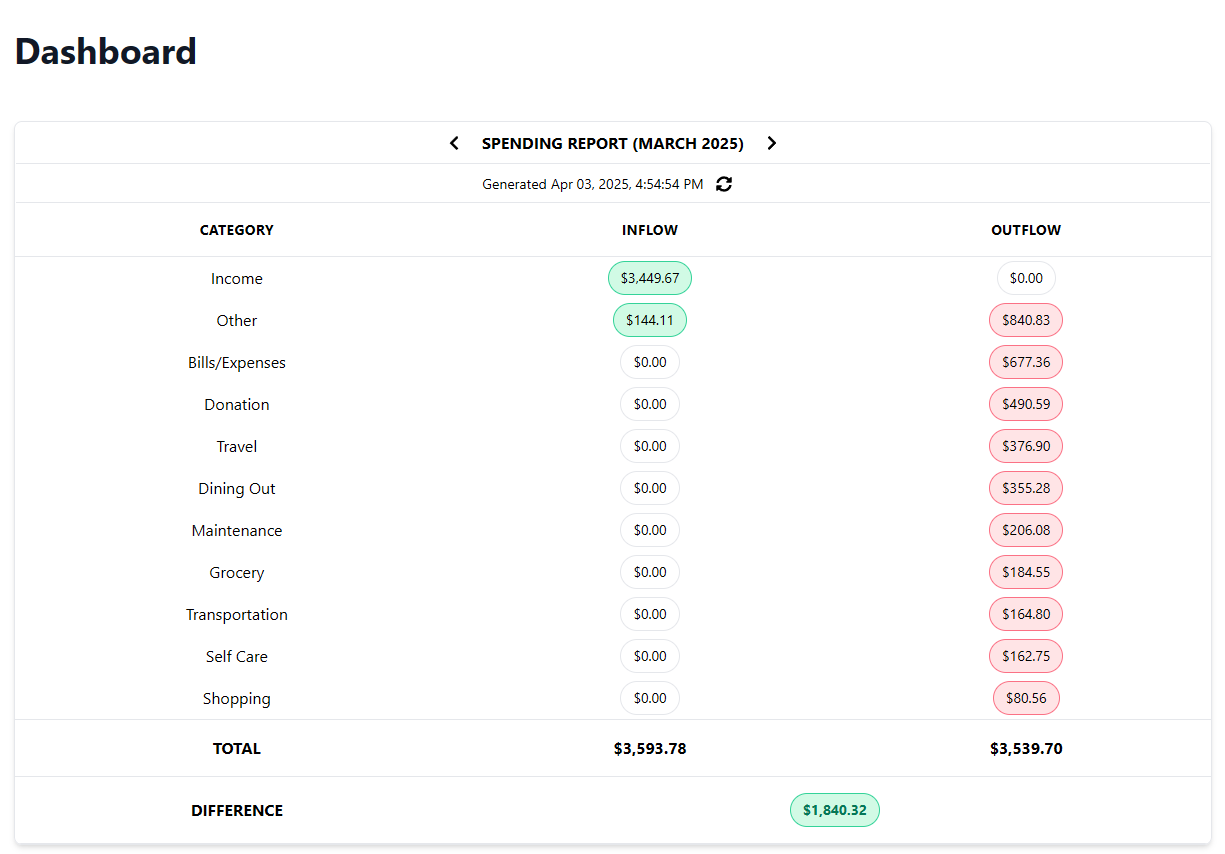 Dashboard
SPENDING REPORT (MARCH 2025)
Generated Apr 03, 2025, 4:54:54 PM
CATEGORY INFLOW OUTFLOW
Income $3,449.67 $0.00
Other $144.11 $840.83
Bills/Expenses $0.00 $677.36
Donation $0.00 $490.59
Travel $0.00 $376.90
Dining Out $0.00 $355.28
Maintenance $0.00 $206.08
Grocery $0.00 $184.55
Transportation $0.00 $164.80
Self Care $0.00 $162.75
Shopping $0.00 $80.56
TOTAL $3,593.78 $3,539.70
DIFFERENCE $1,840.32